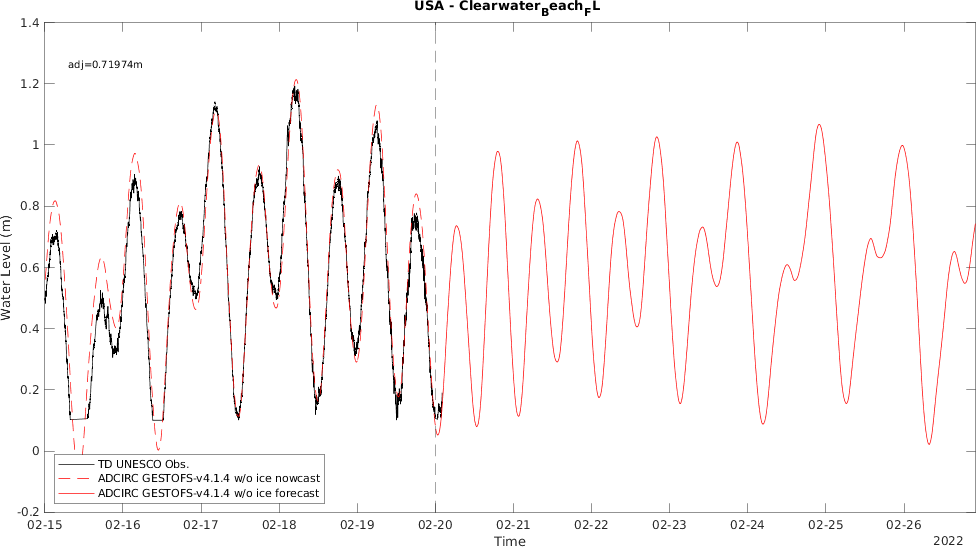 USA - Clearwater_Beach_FL
adj=0.71974m
1.4
1.2
1
0.8
0.6
0.4
0.2
0
-0.2
Water Level (m)
TD UNESCO Obs.
ADCIRC GESTOFS-v4.1.4 w/o ice nowcast
ADCIRC GESTOFS-v4.1.4 w/o ice forecast
02-15 02-16 02-17 02-18 02-19 02-20 02-21 02-22 02-23 02-24 02-25 02-26
Time
2022